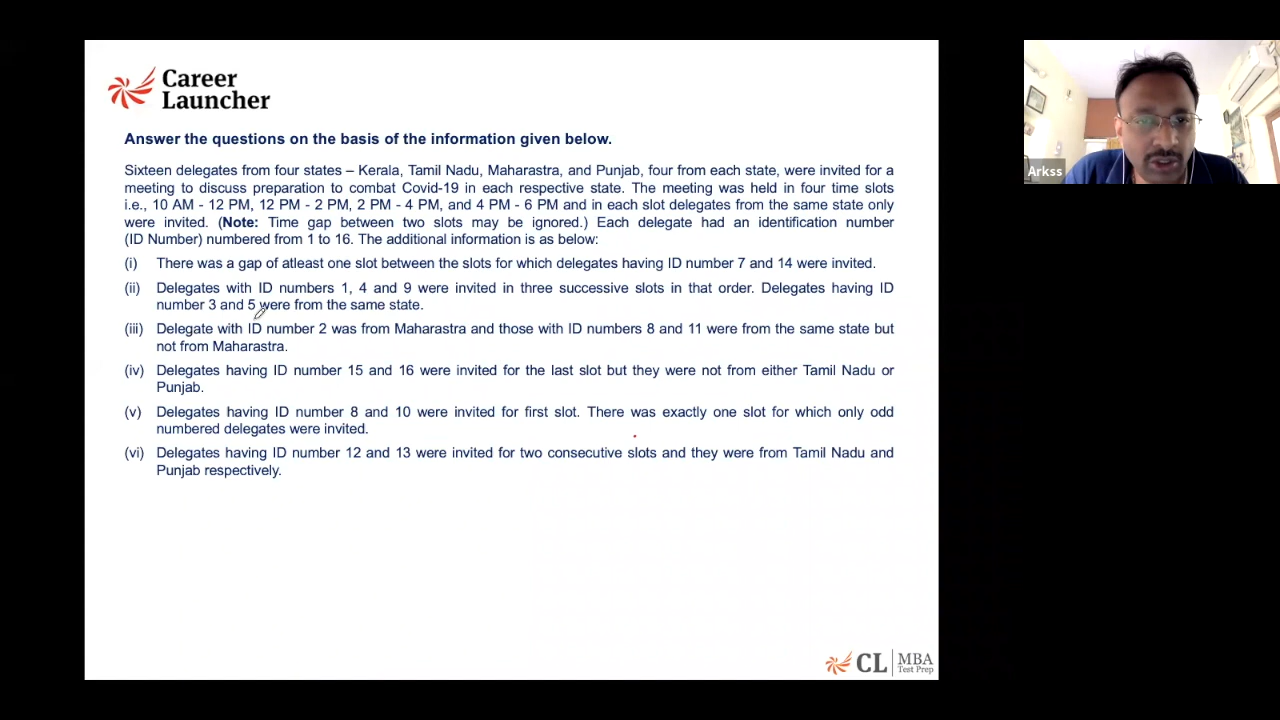 Career
Launcher
Answer the questions on the basis of the information given below.
Sixteen delegates from four states – Kerala, Tamil Nadu, Maharastra, and Punjab, four from each state, were invited for a
meeting to discuss preparation to combat Covid-19 in each respective state. The meeting was held in four time slots
i.e., 10 AM - 12 PM, 12 PM - 2 PM, 2 PM - 4 PM, and 4 PM - 6 PM and in each slot delegates from the same state only
were invited. (Note: Time gap between two slots may be ignored.) Each delegate had an identification number
(ID Number) numbered from 1 to 16. The additional information is as below:
(i) There was a gap of atleast one slot between the slots for which delegates having ID number 7 and 14 were invited.
(ii) Delegates with ID numbers 1, 4 and 9 were invited in three successive slots in that order. Delegates having ID
number 3 and 5 were from the same state.
(iii) Delegate with ID number 2 was from Maharastra and those with ID numbers 8 and 11 were from the same state but
not from Maharastra.
(iv) Delegates having ID number 15 and 16 were invited for the last slot but they were not from either Tamil Nadu or
Punjab.
(v) Delegates having ID number 8 and 10 were invited for first slot. There was exactly one slot for which only odd
numbered delegates were invited.
(vi) Delegates having ID number 12 and 13 were invited for two consecutive slots and they were from Tamil Nadu and
Punjab respectively.
Arkss
CL MBA
Test Prep